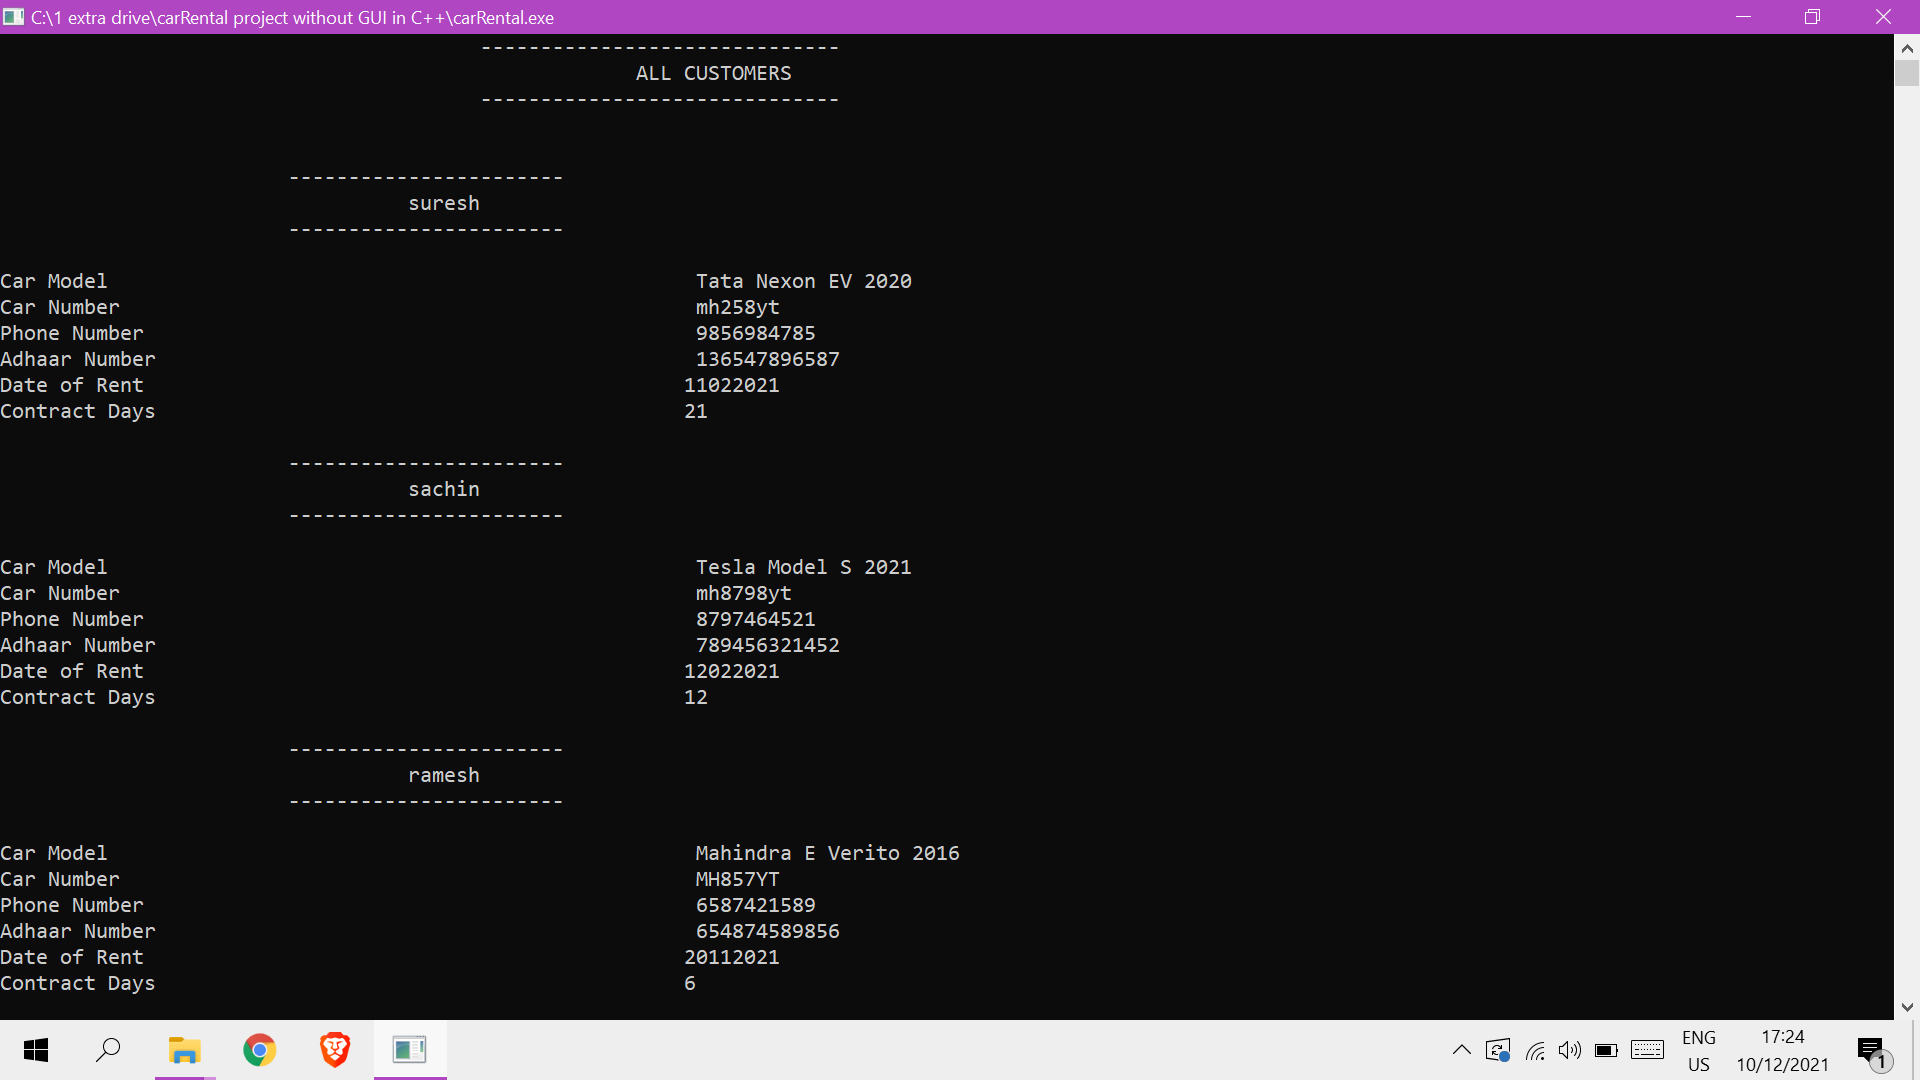 C:\1 extra drive\carRental project without GUI in C++\carRental.exe
------------------------------
ALL CUSTOMERS
------------------------------
-----------------------
suresh
-----------------------
Car Model Tata Nexon EV 2020
Car Number mh258yt
Phone Number 9856984785
Adhaar Number 136547896587
Date of Rent 11022021
Contract Days 21
-----------------------
sachin
-----------------------
Car Model Tesla Model S 2021
Car Number mh8798yt
Phone Number 8797464521
Adhaar Number 789456321452
Date of Rent 12022021
Contract Days 12
-----------------------
ramesh
-----------------------
Car Model Mahindra E Verito 2016
Car Number MH857YT
Phone Number 6587421589
Adhaar Number 654874589856
Date of Rent 20112021
Contract Days 6
ENG 17:24
US 10/12/2021 1